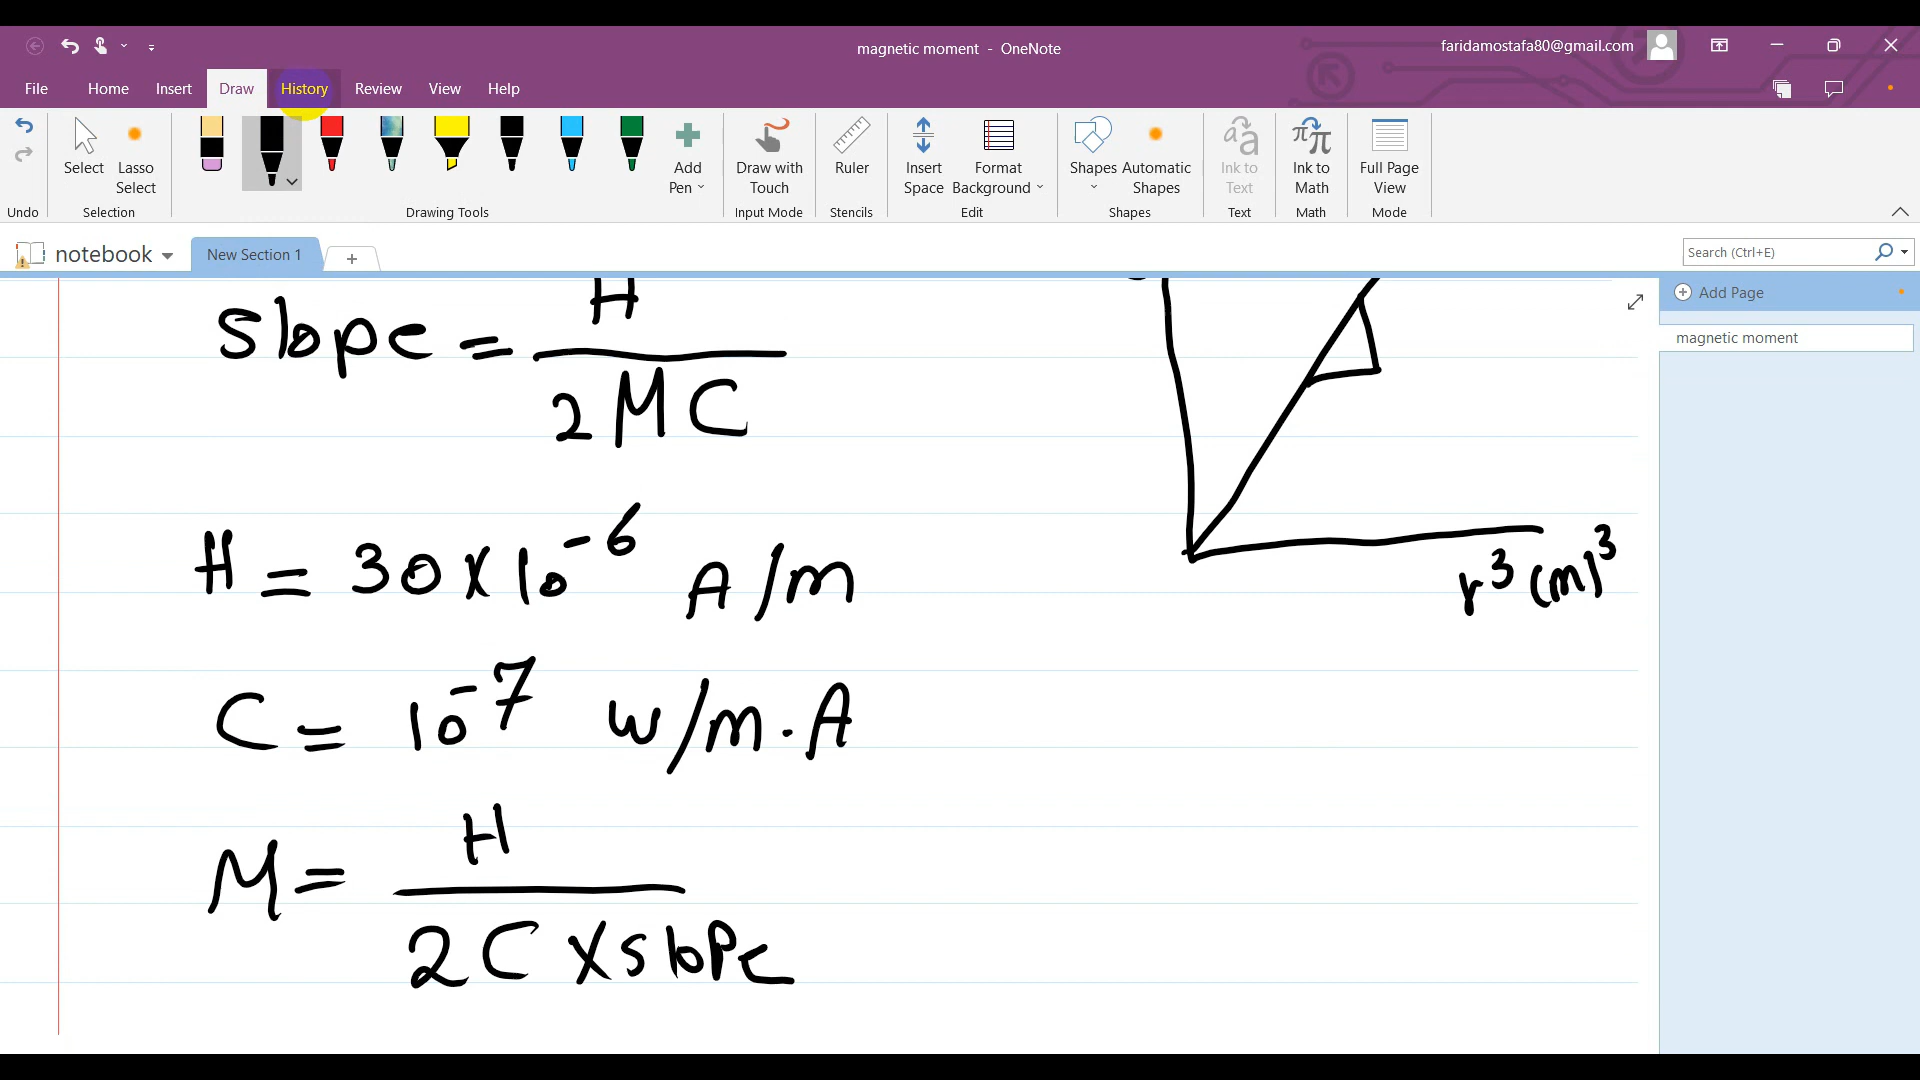 magnetic moment - OneNote
faridamostafa80@gmail.com
File Home Insert Draw History Review View Help
Select
Lasso Select
Add Pen
Draw with Touch
Ruler
Insert Space
Format Background
Shapes
Automatic Shapes
Ink to Text
Ink to Math
Full Page View
Undo Selection Drawing Tools Input Mode Stencils Edit Shapes Text Math Mode
notebook New Section 1 +
Search (Ctrl+E)
Add Page
magnetic moment
H
slope = ———
2MC
r³ (m)³
H = 30 x 10⁻⁶ A/m
C = 10⁻⁷ w/m.A
H
M = ———
2C x slope